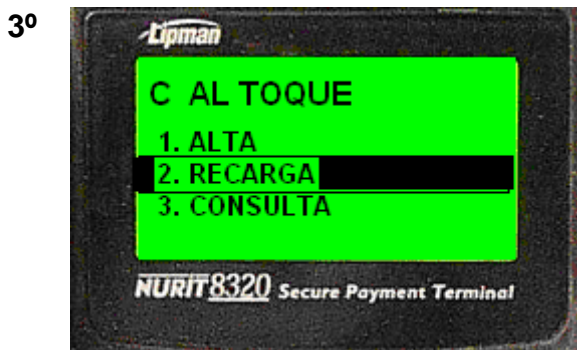 3º
Lipman
C AL TOQUE
1. ALTA
2. RECARGA
3. CONSULTA
NURIT 8320 Secure Payment Terminal